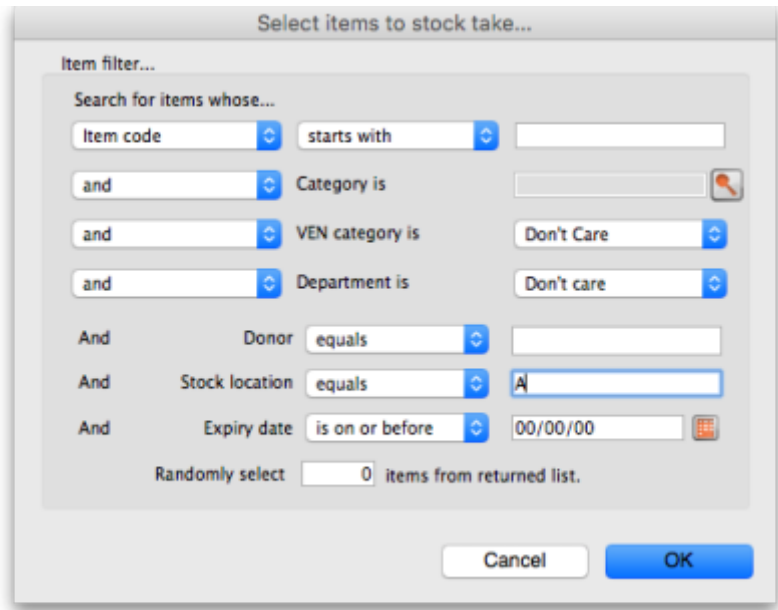 Select items to stock take...
Item filter...
Search for items whose...
Item code starts with
and Category is
and VEN category is Don't Care
and Department is Don't care
And Donor equals
And Stock location equals A
And Expiry date is on or before 00/00/00
Randomly select 0 items from returned list.
Cancel OK